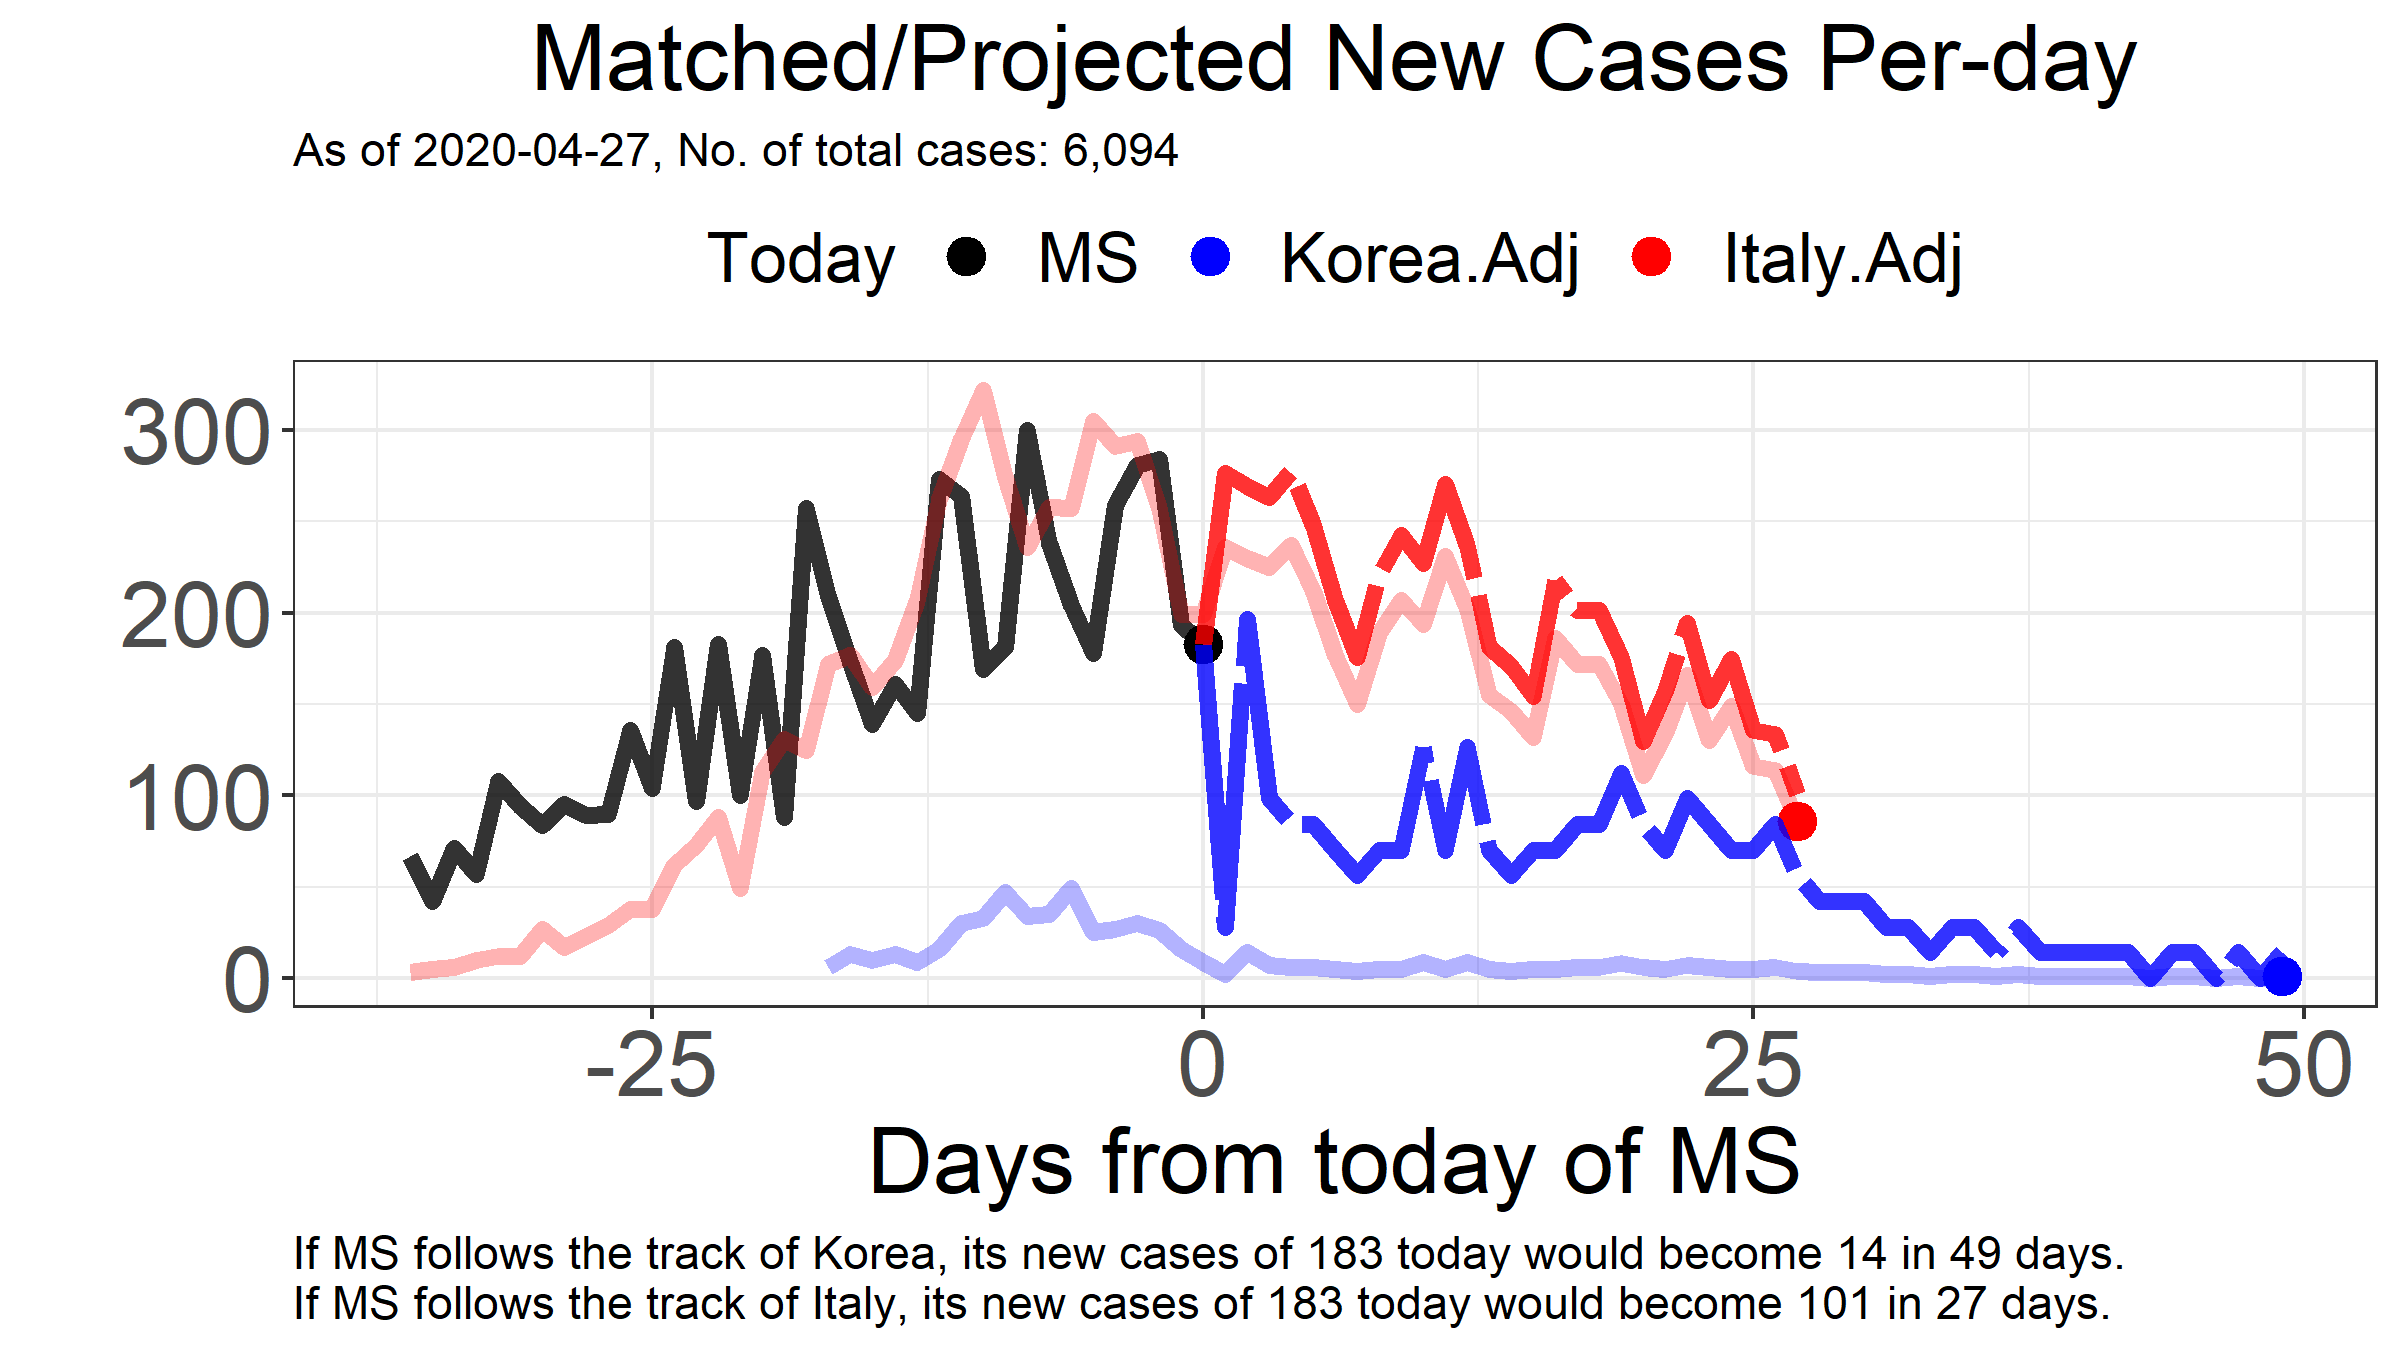 Matched/Projected New Cases Per-day
As of 2020-04-27, No. of total cases: 6,094
Today MS Korea.Adj Italy.Adj
300
200
100
0
-25 0 25 50
Days from today of MS
If MS follows the track of Korea, its new cases of 183 today would become 14 in 49 days.
If MS follows the track of Italy, its new cases of 183 today would become 101 in 27 days.